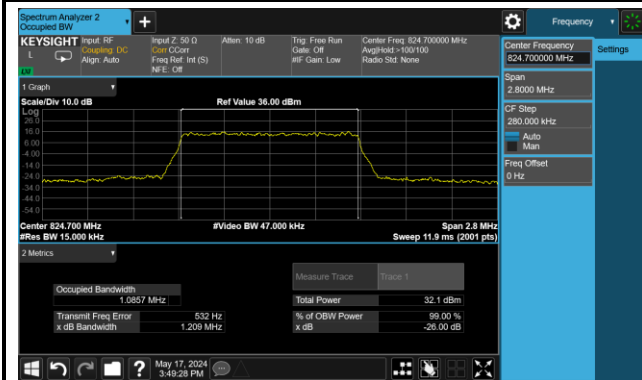 Spectrum Analyzer 2
Occupied BW
Frequency
KEYSIGHT
L
Input: RF
Coupling: DC
Align: Auto
Input Z: 50 Ω
Corr CCorr
Freq Ref: Int (S)
NFE: Off
Atten: 10 dB
Trig: Free Run
Gate: Off
#IF Gain: Low
Center Freq: 824.700000 MHz
Avg|Hold:>100/100
Radio Std: None
1 Graph
Scale/Div 10.0 dB
Ref Value 36.00 dBm
Log
26.0
16.0
6.00
-4.00
-14.0
-24.0
-34.0
-44.0
-54.0
Center 824.700 MHz
#Video BW 47.000 kHz
Span 2.8 MHz
#Res BW 15.000 kHz
Sweep 11.9 ms (2001 pts)
2 Metrics
Measure Trace
Trace 1
Occupied Bandwidth
1.0857 MHz
Total Power
32.1 dBm
Transmit Freq Error
532 Hz
% of OBW Power
99.00 %
x dB Bandwidth
1.209 MHz
x dB
-26.00 dB
May 17, 2024
3:49:28 PM
Center Frequency
824.700000 MHz
Settings
Span
2.8000 MHz
CF Step
280.000 kHz
Auto
Man
Freq Offset
0 Hz